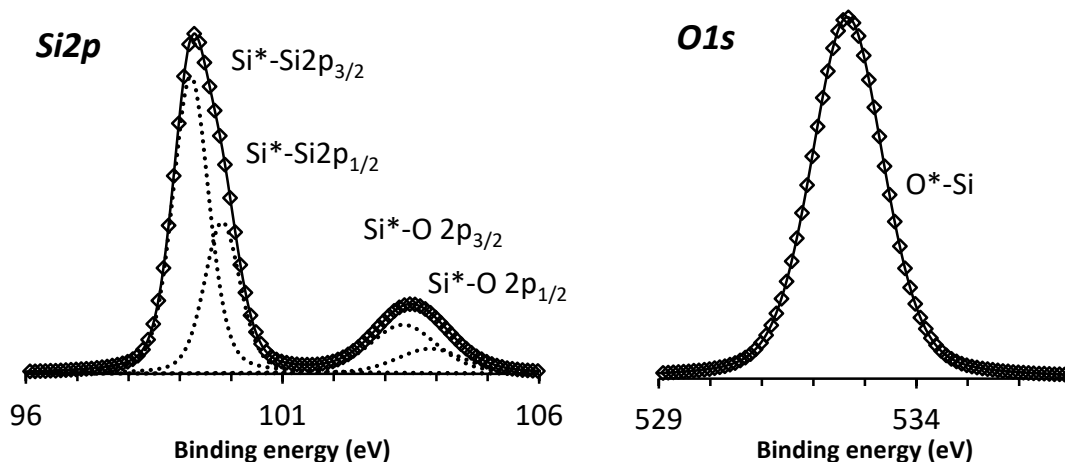 Si2p
Si*-Si2p3/2
Si*-Si2p1/2
Si*-O 2p3/2
Si*-O 2p1/2
96
101
106
Binding energy (eV)
O1s
O*-Si
529
534
Binding energy (eV)